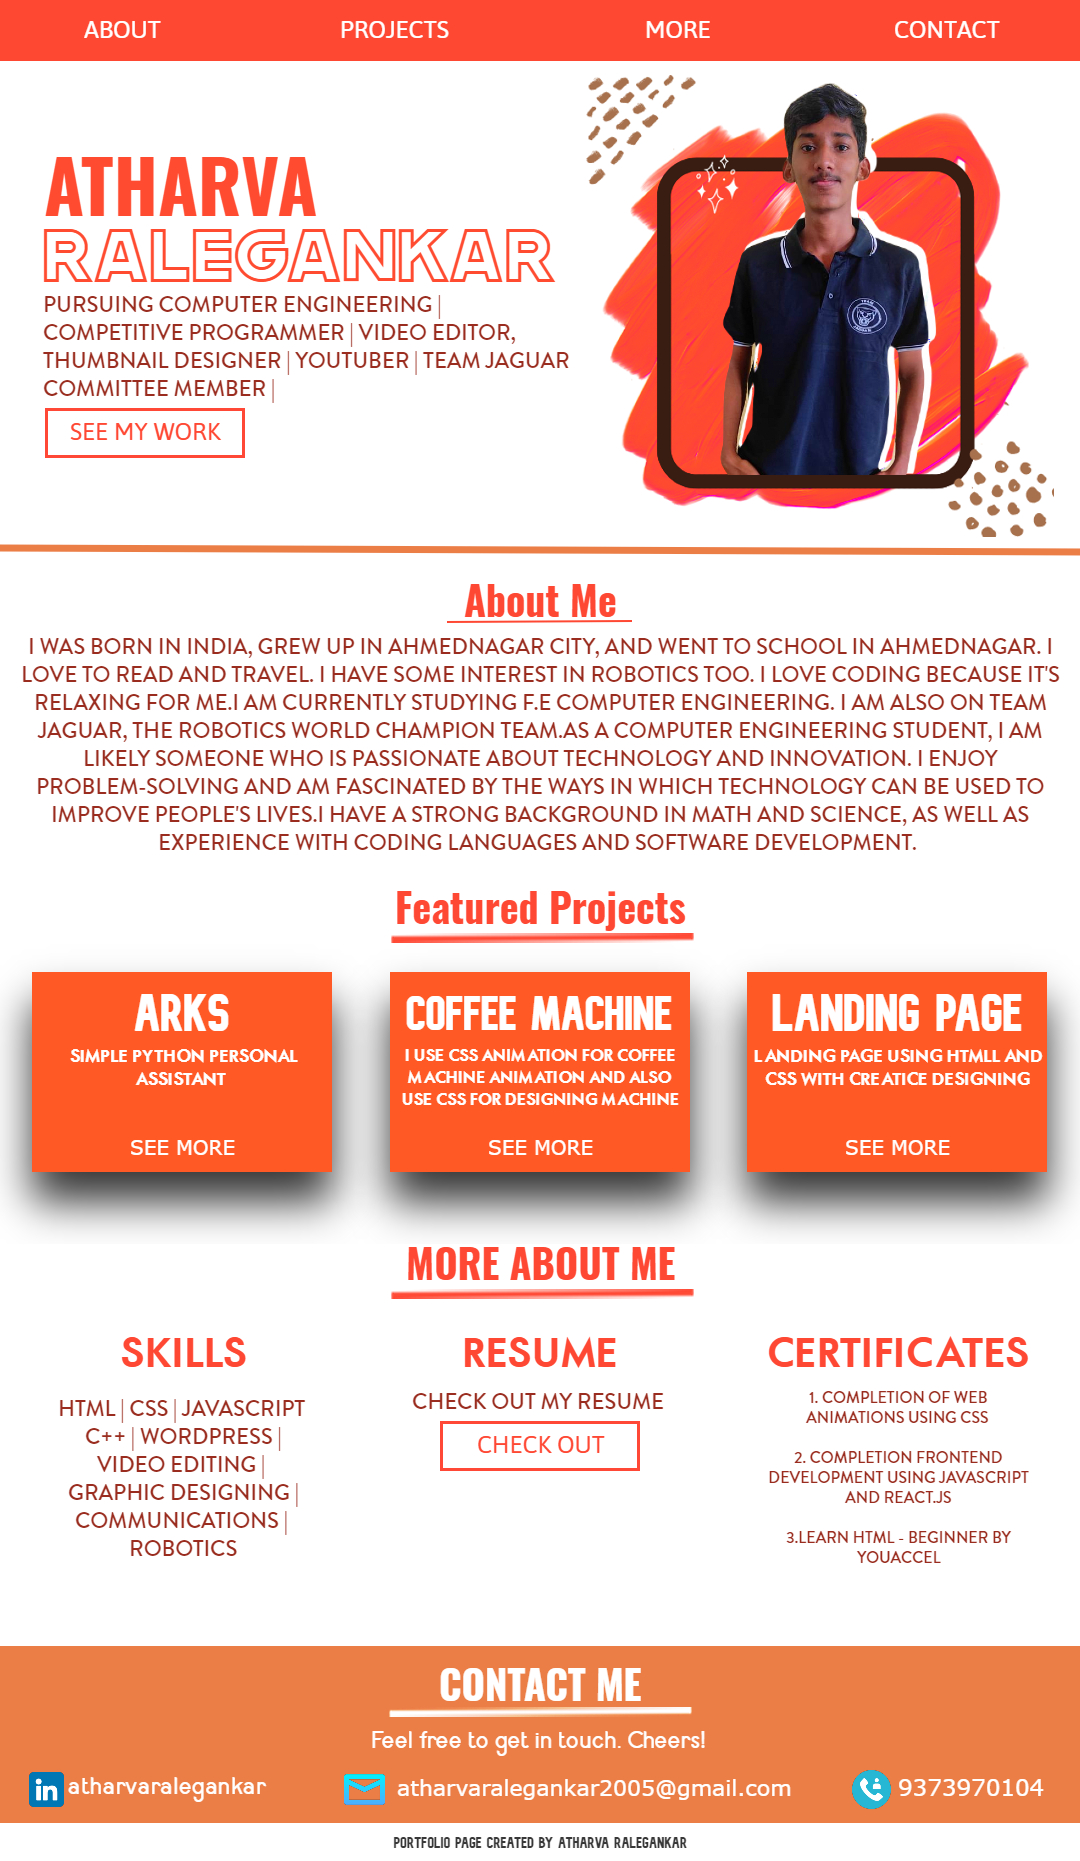 ABOUT PROJECTS MORE CONTACT
ATHARVA
RALEGANKAR
PURSUING COMPUTER ENGINEERING |
COMPETITIVE PROGRAMMER | VIDEO EDITOR,
THUMBNAIL DESIGNER | YOUTUBER | TEAM JAGUAR
COMMITTEE MEMBER |
SEE MY WORK
TEAM
JAGUAR
About Me
I WAS BORN IN INDIA, GREW UP IN AHMEDNAGAR CITY, AND WENT TO SCHOOL IN AHMEDNAGAR. I
LOVE TO READ AND TRAVEL. I HAVE SOME INTEREST IN ROBOTICS TOO. I LOVE CODING BECAUSE IT'S
RELAXING FOR ME.I AM CURRENTLY STUDYING F.E COMPUTER ENGINEERING. I AM ALSO ON TEAM
JAGUAR, THE ROBOTICS WORLD CHAMPION TEAM.AS A COMPUTER ENGINEERING STUDENT, I AM
LIKELY SOMEONE WHO IS PASSIONATE ABOUT TECHNOLOGY AND INNOVATION. I ENJOY
PROBLEM-SOLVING AND AM FASCINATED BY THE WAYS IN WHICH TECHNOLOGY CAN BE USED TO
IMPROVE PEOPLE'S LIVES.I HAVE A STRONG BACKGROUND IN MATH AND SCIENCE, AS WELL AS
EXPERIENCE WITH CODING LANGUAGES AND SOFTWARE DEVELOPMENT.
Featured Projects
ARKS
SIMPLE PYTHON PERSONAL
ASSISTANT
SEE MORE
COFFEE MACHINE
I USE CSS ANIMATION FOR COFFEE
MACHINE ANIMATION AND ALSO
USE CSS FOR DESIGNING MACHINE
SEE MORE
LANDING PAGE
LANDING PAGE USING HTMLL AND
CSS WITH CREATICE DESIGNING
SEE MORE
MORE ABOUT ME
SKILLS
HTML | CSS | JAVASCRIPT
C++ | WORDPRESS |
VIDEO EDITING |
GRAPHIC DESIGNING |
COMMUNICATIONS |
ROBOTICS
RESUME
CHECK OUT MY RESUME
CHECK OUT
CERTIFICATES
1. COMPLETION OF WEB
ANIMATIONS USING CSS
2. COMPLETION FRONTEND
DEVELOPMENT USING JAVASCRIPT
AND REACT.JS
3.LEARN HTML - BEGINNER BY
YOUACCEL
CONTACT ME
Feel free to get in touch. Cheers!
in atharvaralegankar
atharvaralegankar2005@gmail.com
9373970104
PORTFOLIO PAGE CREATED BY ATHARVA RALEGANKAR